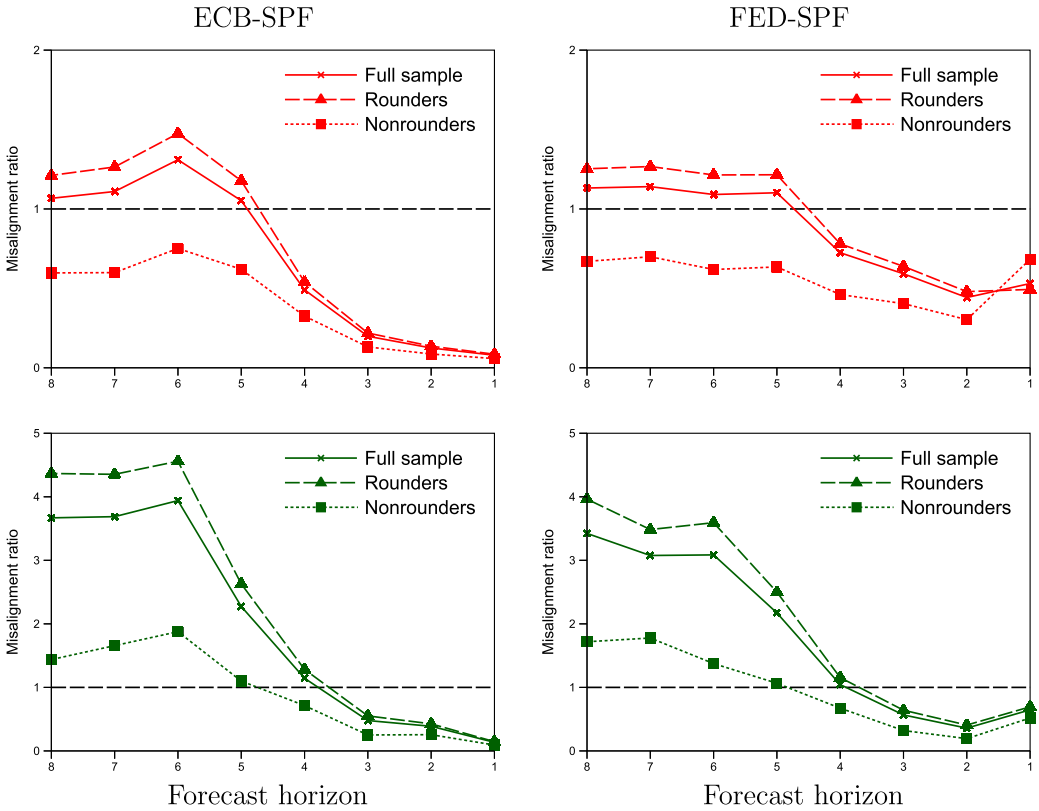 ECB-SPF
FED-SPF
Misalignment ratio
2
1
0
8 7 6 5 4 3 2 1
Full sample
Rounders
Nonrounders
Misalignment ratio
2
1
0
8 7 6 5 4 3 2 1
Full sample
Rounders
Nonrounders
Misalignment ratio
5
4
3
2
1
0
8 7 6 5 4 3 2 1
Full sample
Rounders
Nonrounders
Forecast horizon
Misalignment ratio
5
4
3
2
1
0
8 7 6 5 4 3 2 1
Full sample
Rounders
Nonrounders
Forecast horizon